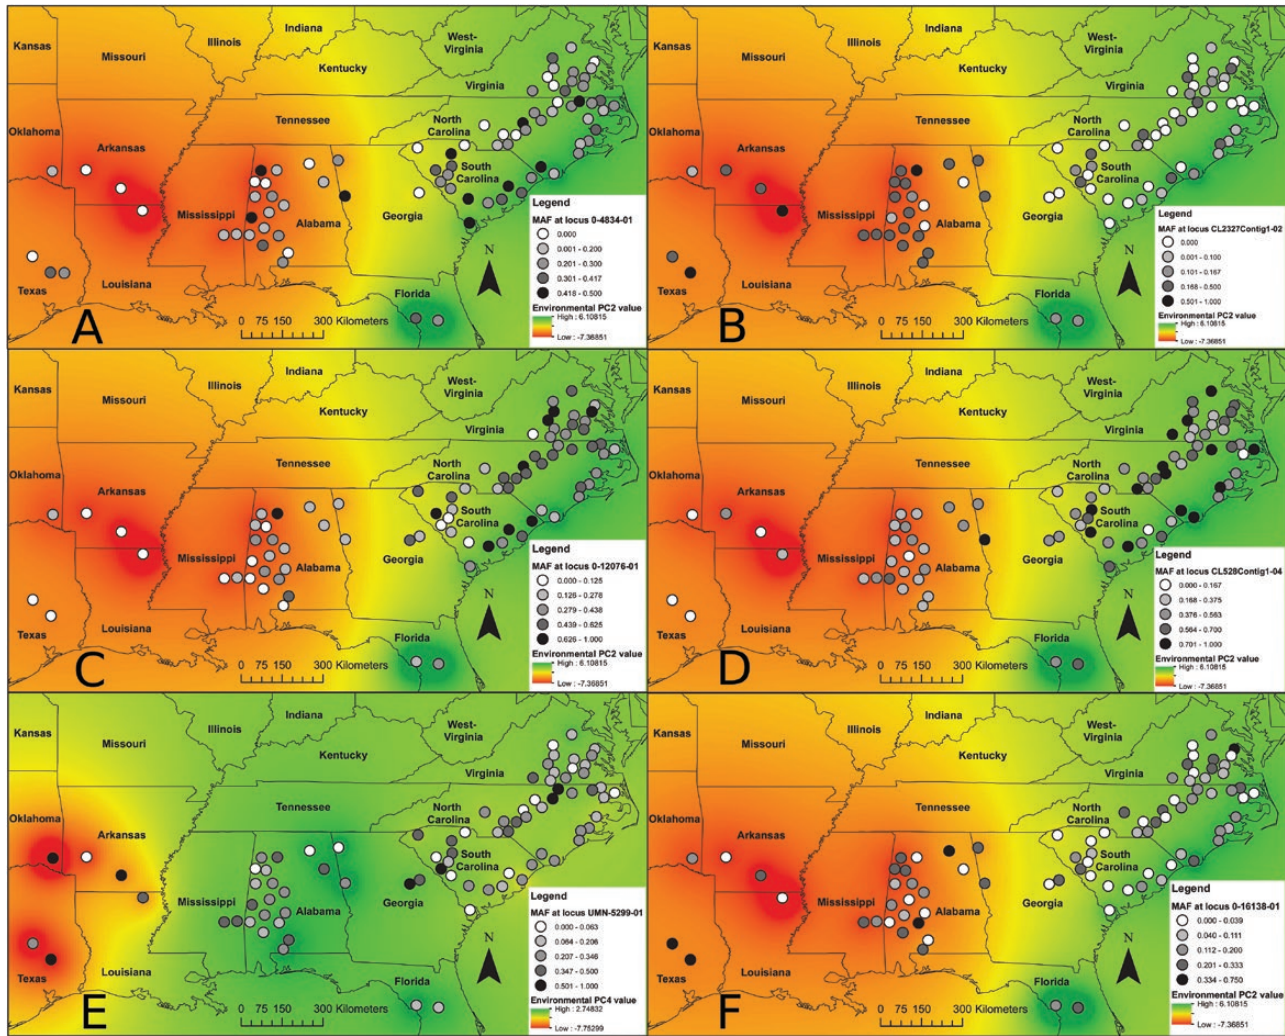 Kansas
Missouri
Illinois
Indiana
West-
Virginia
Kentucky
Virginia
Oklahoma
Arkansas
Tennessee
North
Carolina
South
Carolina
Mississippi
Alabama
Georgia
Texas
Louisiana
Florida
A
0 75 150 300 Kilometers
N
Legend
MAF at locus 0-4834-01
0.000
0.001 - 0.200
0.201 - 0.300
0.301 - 0.417
0.418 - 0.500
Environmental PC2 value
High : 6.10815
Low : -7.36851
Kansas
Missouri
Illinois
Indiana
West-
Virginia
Kentucky
Virginia
Oklahoma
Arkansas
Tennessee
North
Carolina
South
Carolina
Mississippi
Alabama
Georgia
Texas
Louisiana
Florida
B
0 75 150 300 Kilometers
N
Legend
MAF at locus CL2327Contig1-02
0.000
0.001 - 0.100
0.101 - 0.167
0.168 - 0.500
0.501 - 1.000
Environmental PC2 value
High : 6.10815
Low : -7.36851
Kansas
Missouri
Illinois
Indiana
West-
Virginia
Kentucky
Virginia
Oklahoma
Arkansas
Tennessee
North
Carolina
South
Carolina
Mississippi
Alabama
Georgia
Texas
Louisiana
Florida
C
0 75 150 300 Kilometers
N
Legend
MAF at locus 0-12076-01
0.000 - 0.125
0.126 - 0.278
0.279 - 0.438
0.439 - 0.625
0.626 - 1.000
Environmental PC2 value
High : 6.10815
Low : -7.36851
Kansas
Missouri
Illinois
Indiana
West-
Virginia
Kentucky
Virginia
Oklahoma
Arkansas
Tennessee
North
Carolina
South
Carolina
Mississippi
Alabama
Georgia
Texas
Louisiana
Florida
D
0 75 150 300 Kilometers
N
Legend
MAF at locus CL528Contig1-04
0.000 - 0.167
0.168 - 0.375
0.376 - 0.563
0.564 - 0.700
0.701 - 1.000
Environmental PC2 value
High : 6.10815
Low : -7.36851
Kansas
Missouri
Illinois
Indiana
West-
Virginia
Kentucky
Virginia
Oklahoma
Arkansas
Tennessee
North
Carolina
South
Carolina
Mississippi
Alabama
Georgia
Texas
Louisiana
Florida
E
0 75 150 300 Kilometers
N
Legend
MAF at locus UMN-5299-01
0.000 - 0.063
0.064 - 0.206
0.207 - 0.346
0.347 - 0.500
0.501 - 1.000
Environmental PC4 value
High : 2.74832
Low : -7.75299
Kansas
Missouri
Illinois
Indiana
West-
Virginia
Kentucky
Virginia
Oklahoma
Arkansas
Tennessee
North
Carolina
South
Carolina
Mississippi
Alabama
Georgia
Texas
Louisiana
Florida
F
0 75 150 300 Kilometers
N
Legend
MAF at locus 0-16138-01
0.000 - 0.039
0.040 - 0.111
0.112 - 0.200
0.201 - 0.333
0.334 - 0.750
Environmental PC2 value
High : 6.10815
Low : -7.36851